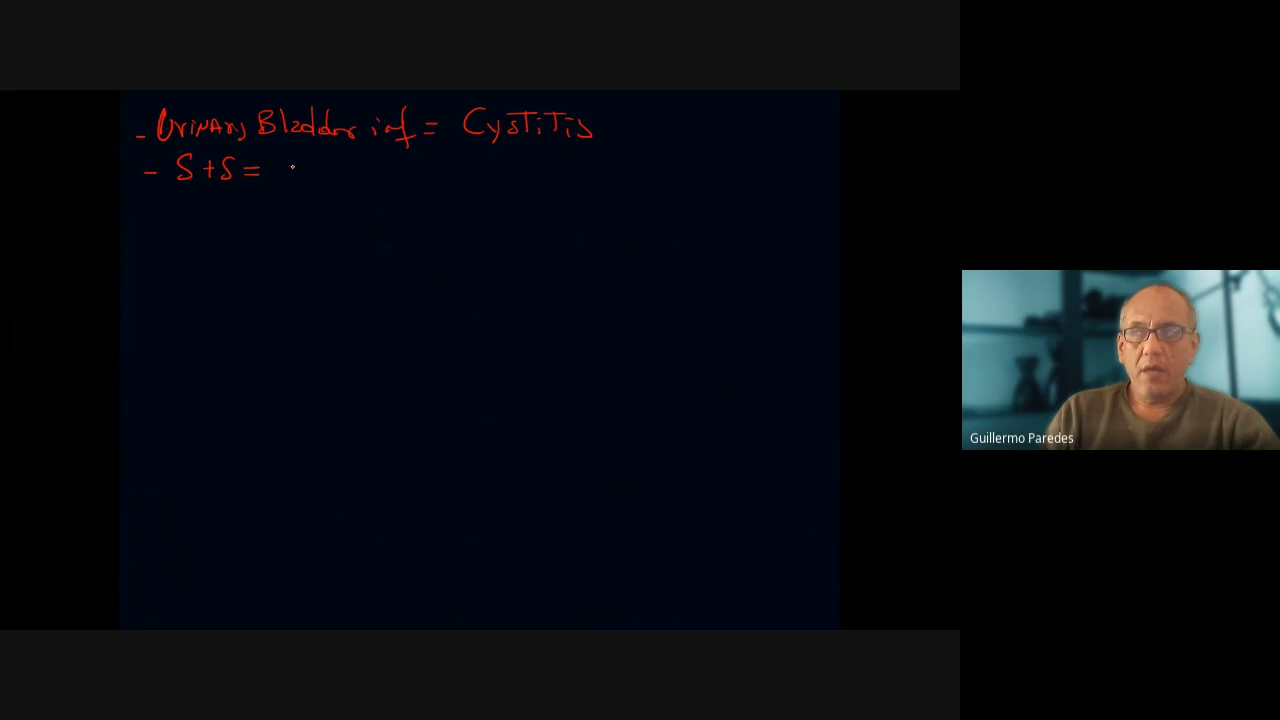 - Urinary Bladder inf = Cystitis
- S+S =
Guillermo Paredes